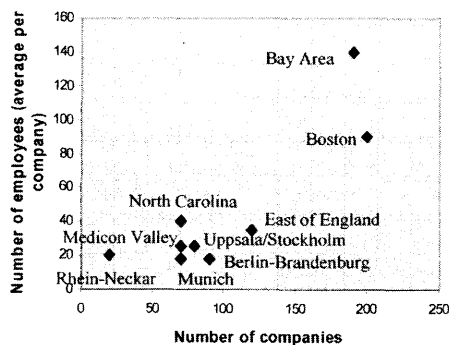 Number of employees (average per
company)
160
140
120
100
80
60
40
20
0
Bay Area
Boston
North Carolina
East of England
Medicon Valley
Uppsala/Stockholm
Berlin-Brandenburg
Rhein-Neckar
Munich
0
50
100
150
200
250
Number of companies